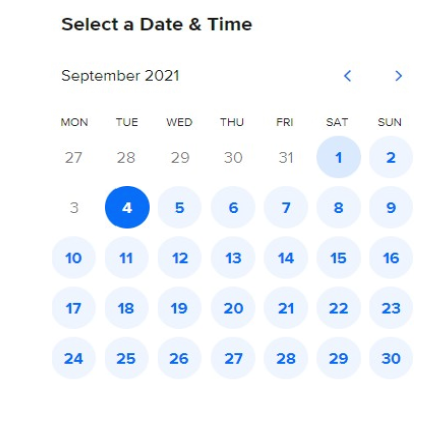 Select a Date & Time
September 2021
MON TUE WED THU FRI SAT SUN
27 28 29 30 31 1 2
3 4 5 6 7 8 9
10 11 12 13 14 15 16
17 18 19 20 21 22 23
24 25 26 27 28 29 30